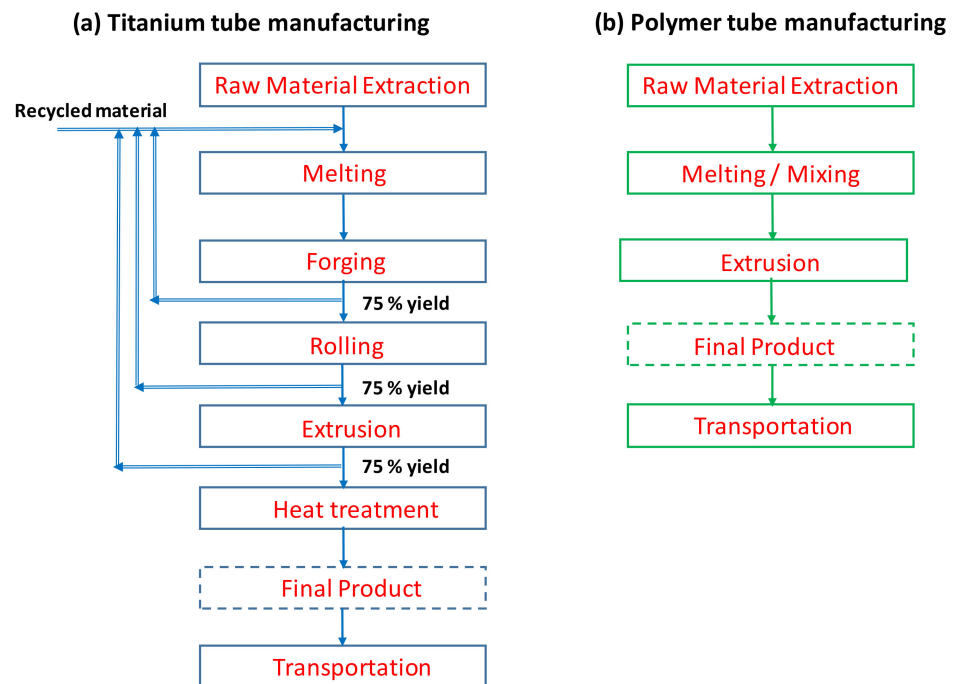 (a) Titanium tube manufacturing
Raw Material Extraction
Recycled material
Melting
Forging
75 % yield
Rolling
75 % yield
Extrusion
75 % yield
Heat treatment
Final Product
Transportation
(b) Polymer tube manufacturing
Raw Material Extraction
Melting / Mixing
Extrusion
Final Product
Transportation